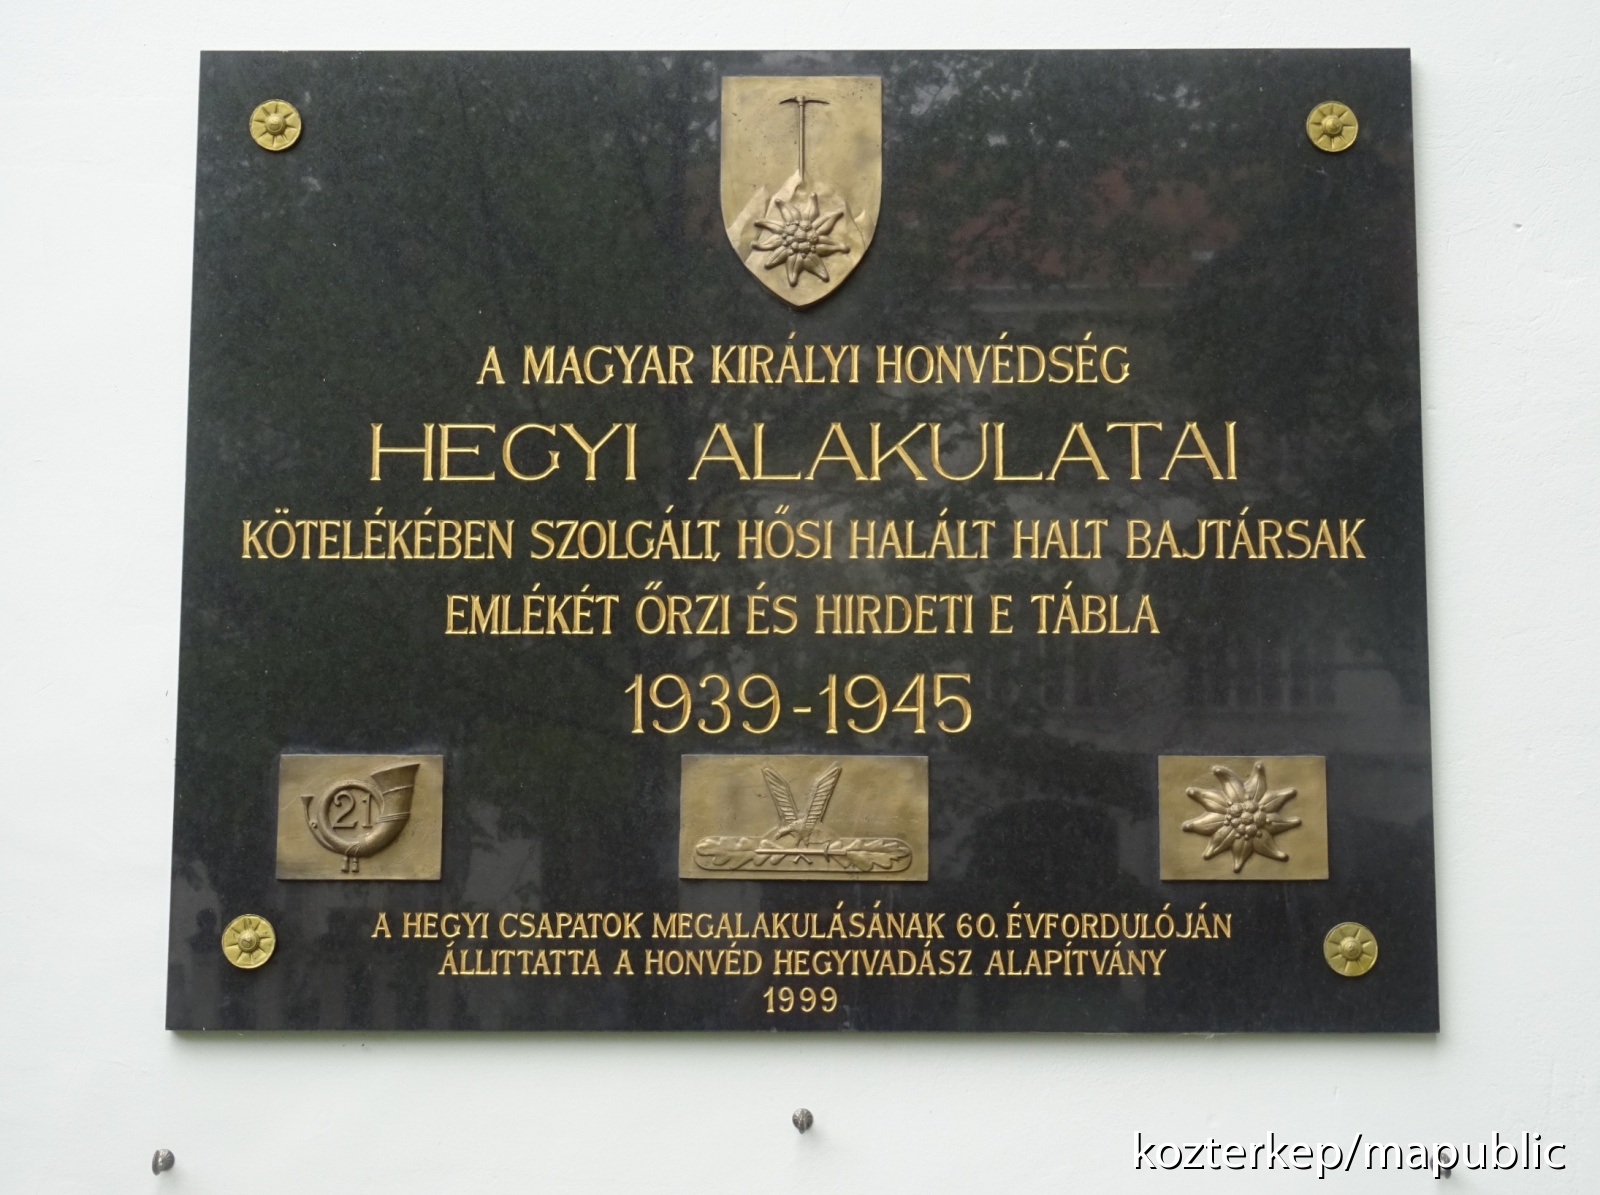 A MAGYAR KIRÁLYI HONVÉDSÉG
HEGYI ALAKULATAI
KÖTELÉKÉBEN SZOLGÁLT, HŐSI HALÁLT HALT BAJTÁRSAK
EMLÉKÉT ŐRZI ÉS HIRDETI E TÁBLA
1939-1945
21
A HEGYI CSAPATOK MEGALAKULÁSÁNAK 60. ÉVFORDULÓJÁN
ÁLLITTATTA A HONVÉD HEGYIVADÁSZ ALAPÍTVÁNY
1999
kozterkep/mapublic